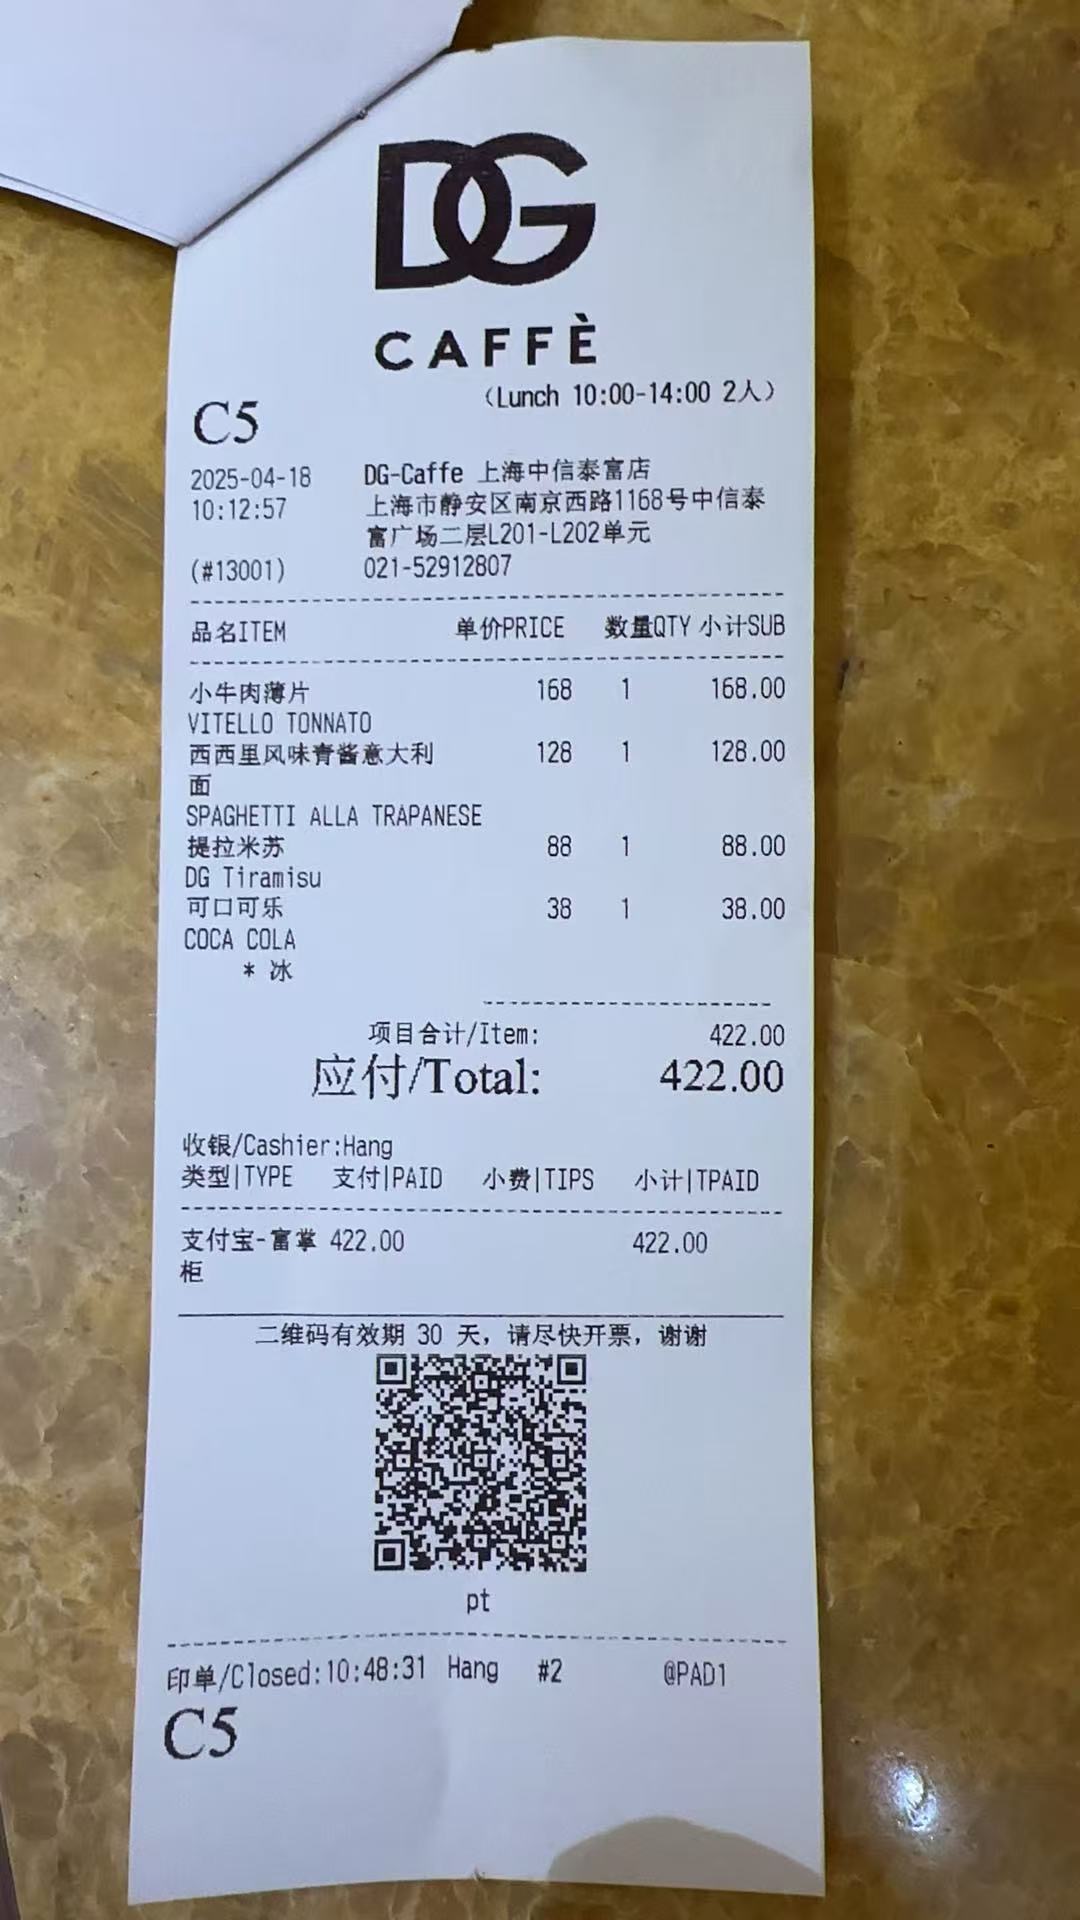 DG
CAFFÈ
（Lunch 10:00-14:00 2人）
C5
2025-04-18 DG-Caffe 上海中信泰富店
10:12:57 上海市静安区南京西路1168号中信泰
富广场二层L201-L202单元
(#13001) 021-52912807
品名ITEM 单价PRICE 数量QTY 小计SUB
小牛肉薄片 168 1 168.00
VITELLO TONNATO
西西里风味青酱意大利 128 1 128.00
面
SPAGHETTI ALLA TRAPANESE
提拉米苏 88 1 88.00
DG Tiramisu
可口可乐 38 1 38.00
COCA COLA
* 冰
项目合计/Item: 422.00
应付/Total: 422.00
收银/Cashier:Hang
类型|TYPE 支付|PAID 小费|TIPS 小计|TPAID
支付宝-富掌 422.00 422.00
柜
二维码有效期 30 天，请尽快开票，谢谢
pt
印单/Closed:10:48:31 Hang #2 @PAD1
C5